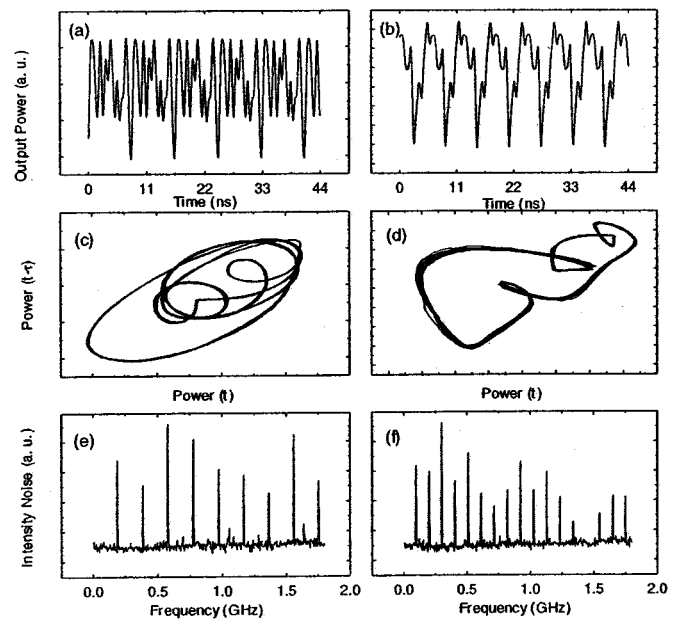 (a)
(b)
Output Power (a. u.)
0 11 22 33 44
Time (ns)
0 11 22 33 44
Time (ns)
(c)
(d)
Power (t-τ)
Power (t)
Power (t)
(e)
(f)
Intensity Noise (a. u.)
0.0 0.5 1.0 1.5 2.0
Frequency (GHz)
0.0 0.5 1.0 1.5 2.0
Frequency (GHz)